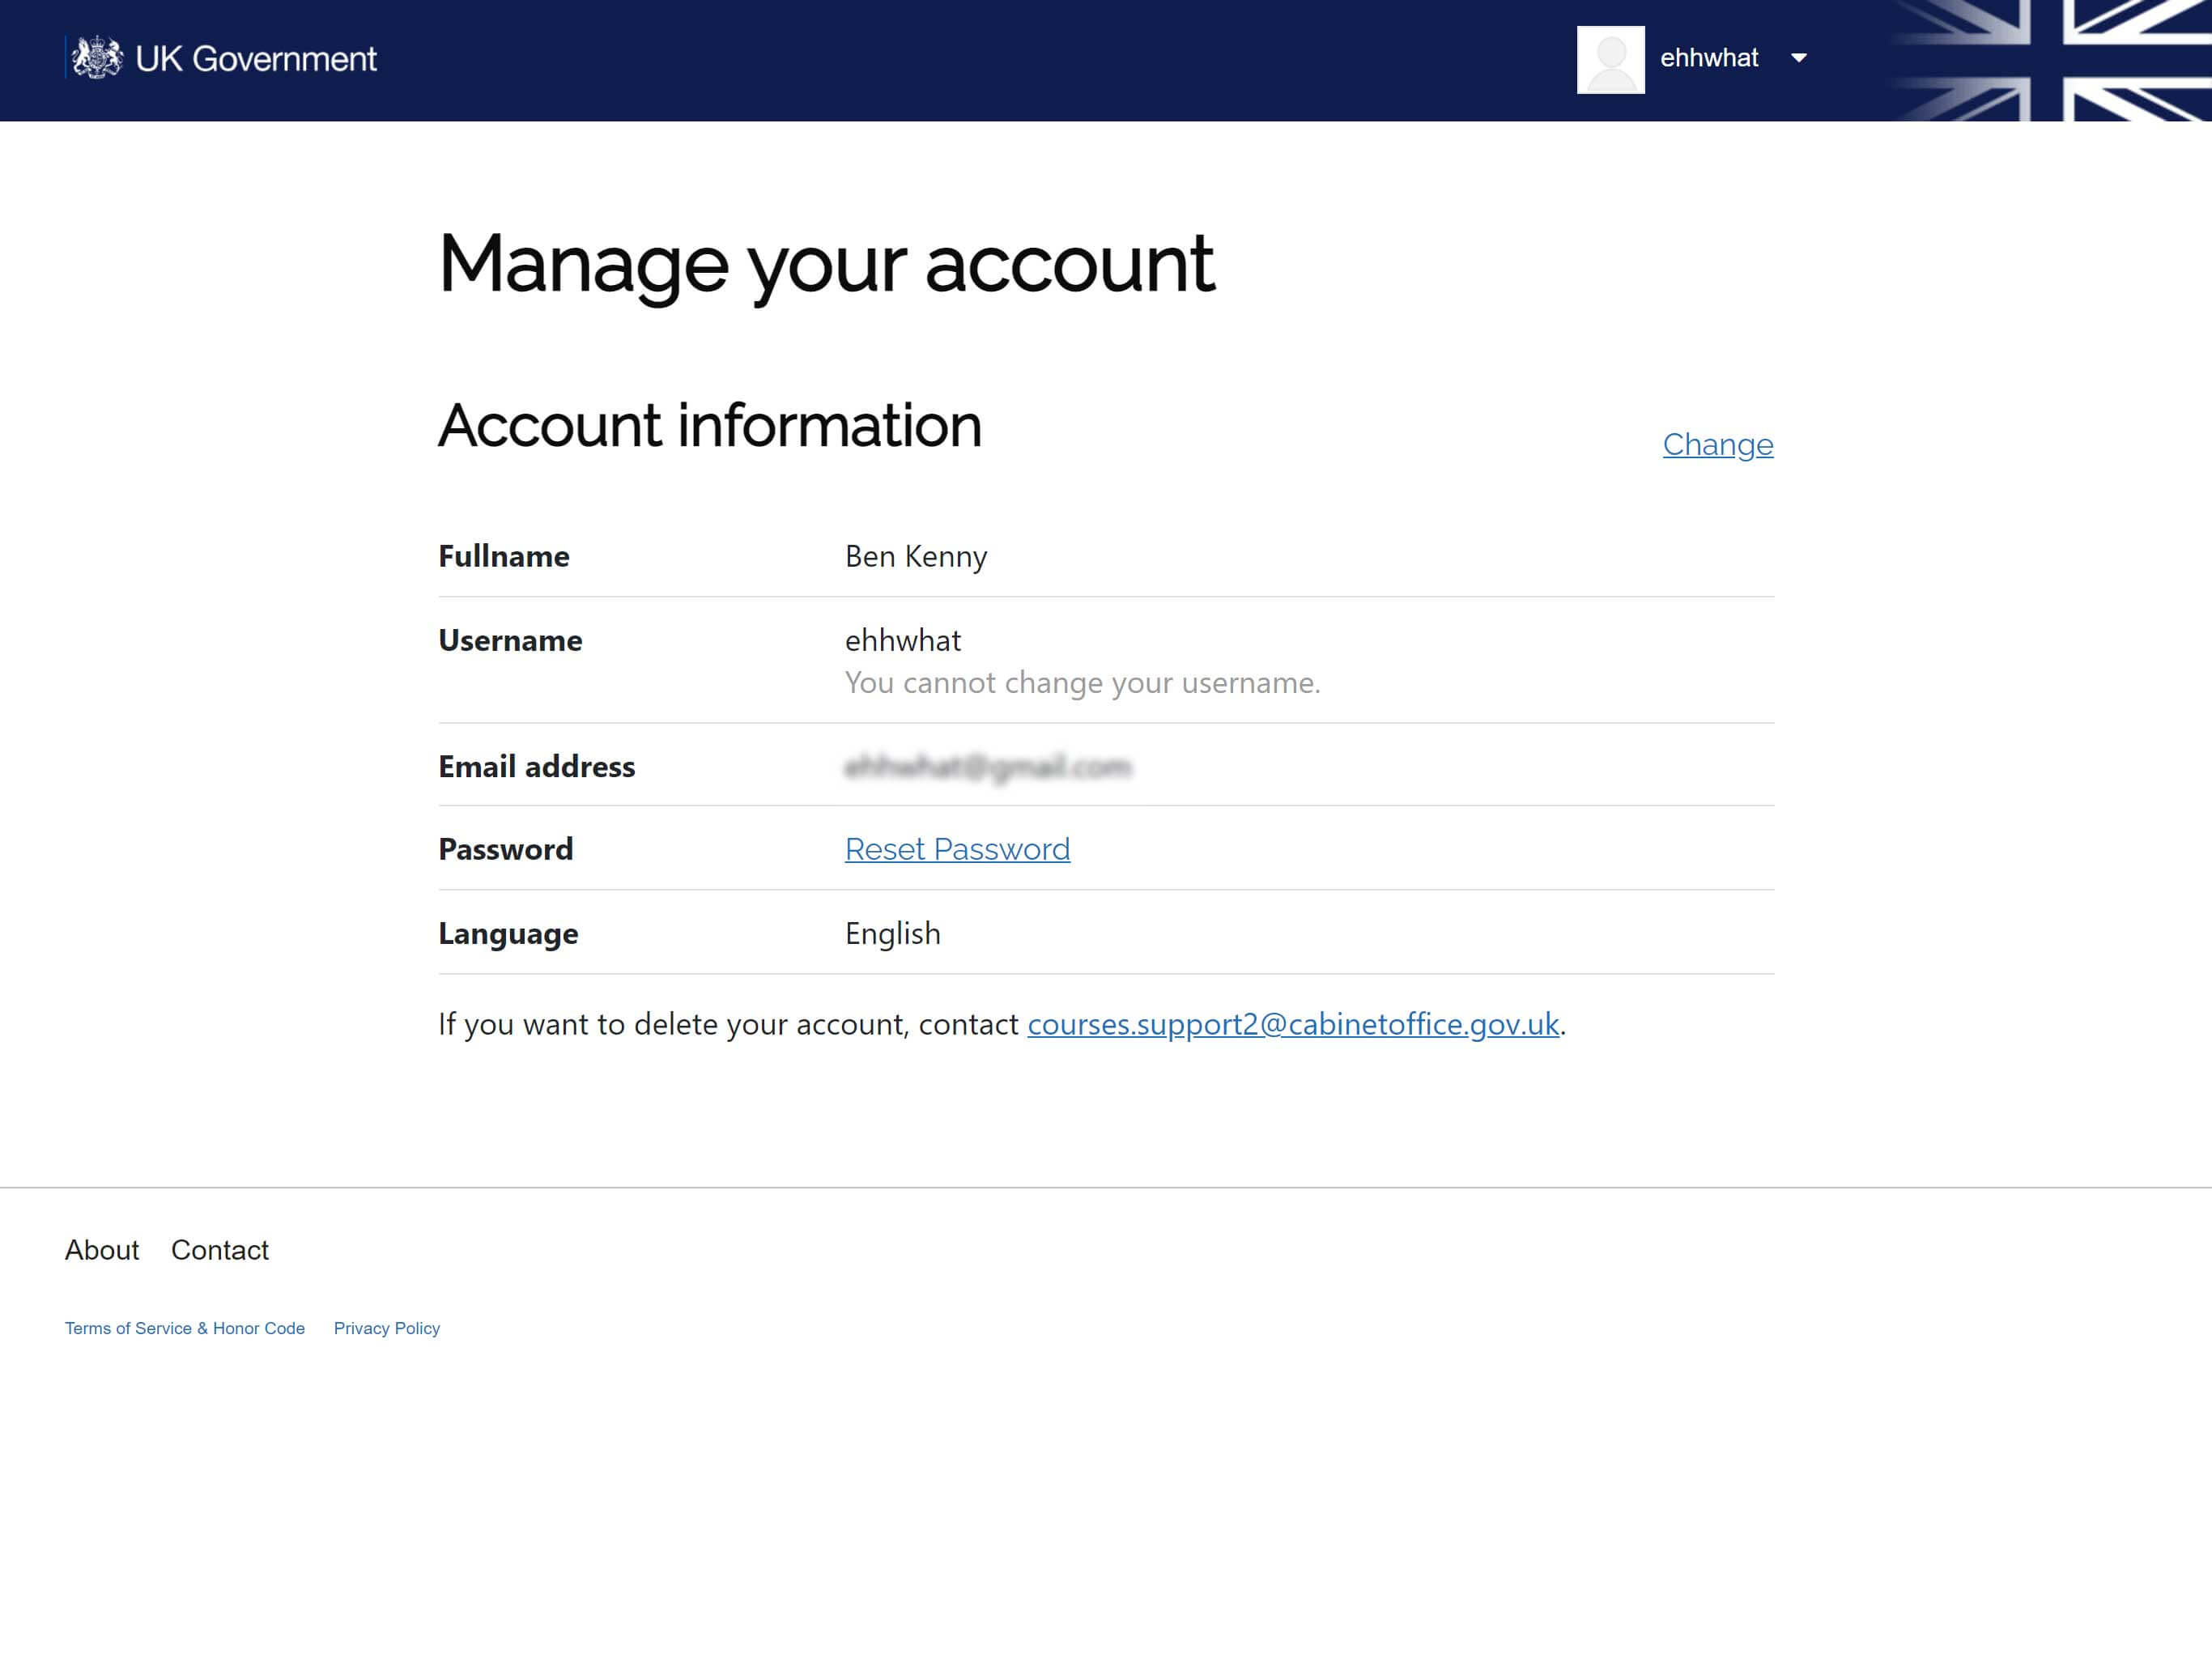 UK Government
ehhwhat
Manage your account
Account information
Change
Fullname
Ben Kenny
Username
ehhwhat
You cannot change your username.
Email address
Password
Reset Password
Language
English
If you want to delete your account, contact courses.support2@cabinetoffice.gov.uk.
About Contact
Terms of Service & Honor Code Privacy Policy